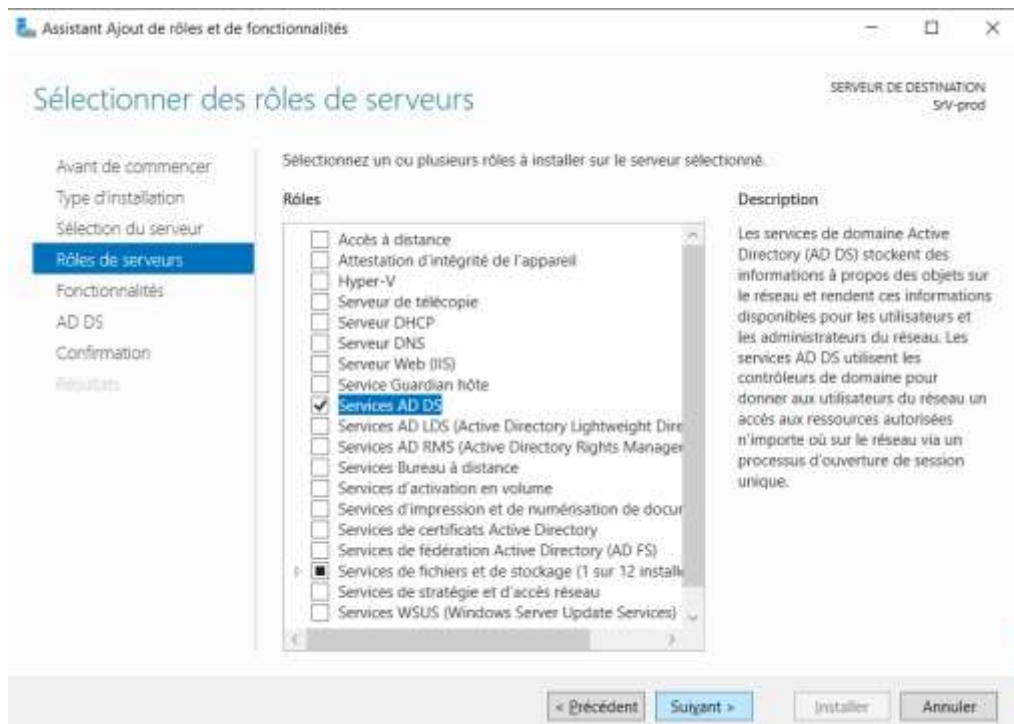 Assistant Ajout de rôles et de fonctionnalités
Sélectionner des rôles de serveurs
SERVEUR DE DESTINATION
SrV-prod
Avant de commencer
Type d'installation
Sélection du serveur
Rôles de serveurs
Fonctionnalités
AD DS
Confirmation
Résultats
Sélectionnez un ou plusieurs rôles à installer sur le serveur sélectionné.
Rôles
Accès à distance
Attestation d'intégrité de l'appareil
Hyper-V
Serveur de télécopie
Serveur DHCP
Serveur DNS
Serveur Web (IIS)
Service Guardian hôte
Services AD DS
Services AD LDS (Active Directory Lightweight Dire
Services AD RMS (Active Directory Rights Manager
Services Bureau à distance
Services d'activation en volume
Services d'impression et de numérisation de docur
Services de certificats Active Directory
Services de fédération Active Directory (AD FS)
Services de fichiers et de stockage (1 sur 12 installé
Services de stratégie et d'accès réseau
Services WSUS (Windows Server Update Services)
Description
Les services de domaine Active
Directory (AD DS) stockent des
informations à propos des objets sur
le réseau et rendent ces informations
disponibles pour les utilisateurs et
les administrateurs du réseau. Les
services AD DS utilisent les
contrôleurs de domaine pour
donner aux utilisateurs du réseau un
accès aux ressources autorisées
n'importe où sur le réseau via un
processus d'ouverture de session
unique.
< Précédent
Suivant >
Installer
Annuler